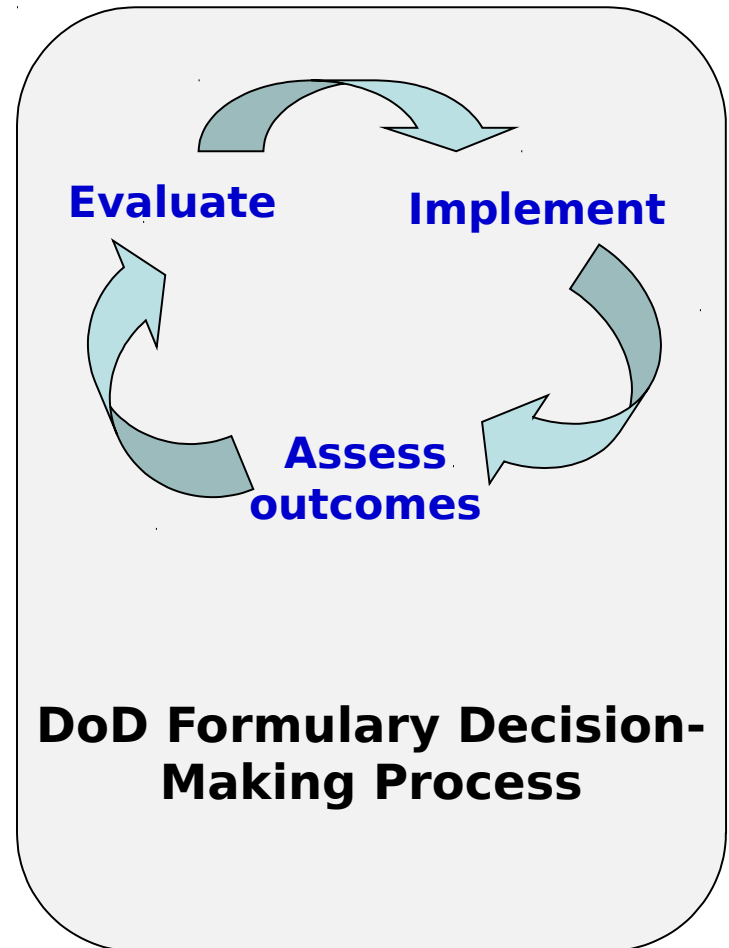 Evaluate
Implement
Assess
outcomes
DoD Formulary Decision-
Making Process